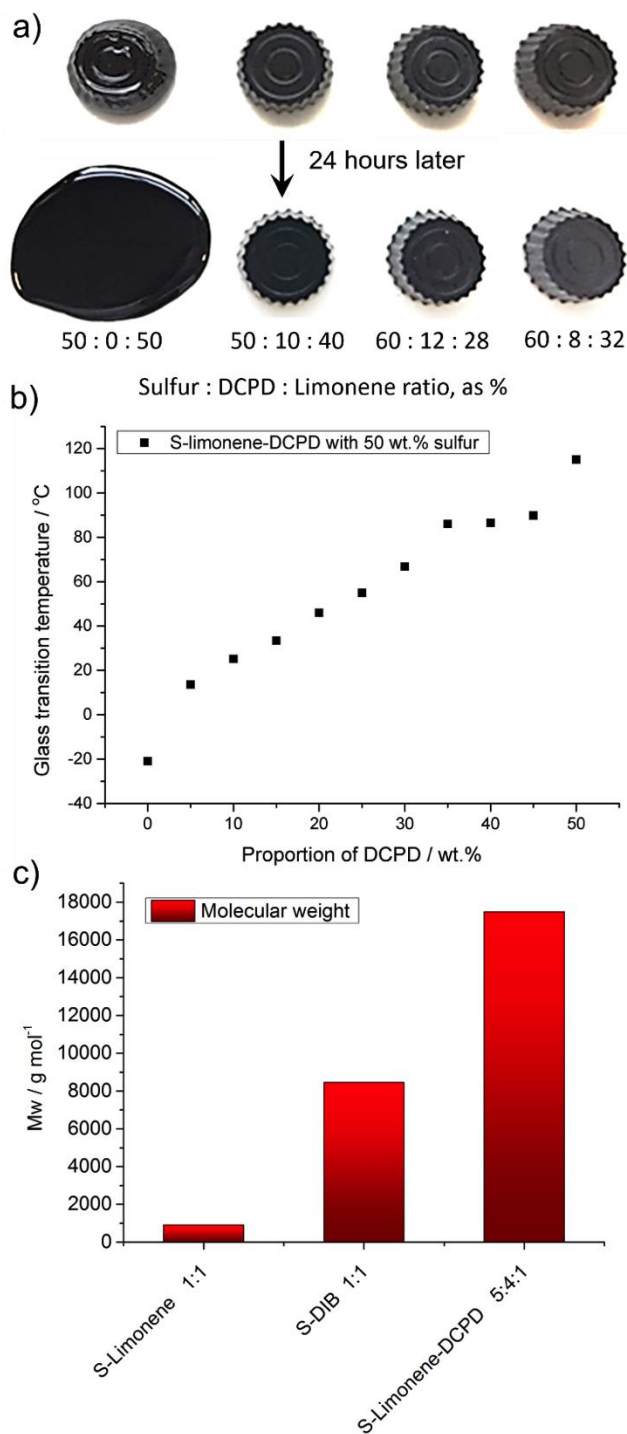 a)
24 hours later
50 : 0 : 50
50 : 10 : 40
60 : 12 : 28
60 : 8 : 32
Sulfur : DCPD : Limonene ratio, as %
b)
S-limonene-DCPD with 50 wt.% sulfur
Glass transition temperature / °C
120
100
80
60
40
20
0
-20
-40
0 10 20 30 40 50
Proportion of DCPD / wt.%
c)
Molecular weight
Mw / g mol⁻¹
18000
16000
14000
12000
10000
8000
6000
4000
2000
0
S-Limonene 1:1
S-DIB 1:1
S-Limonene-DCPD 5:4:1